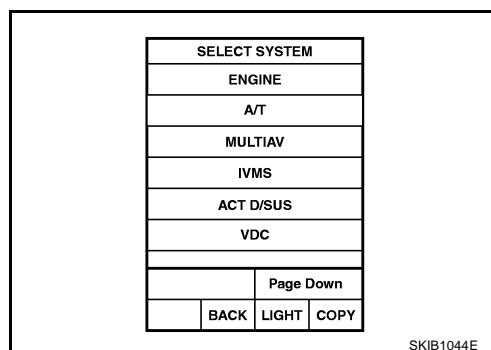 SELECT SYSTEM
ENGINE
A/T
MULTIAV
IVMS
ACT D/SUS
VDC
Page Down
BACK LIGHT COPY
SKIB1044E